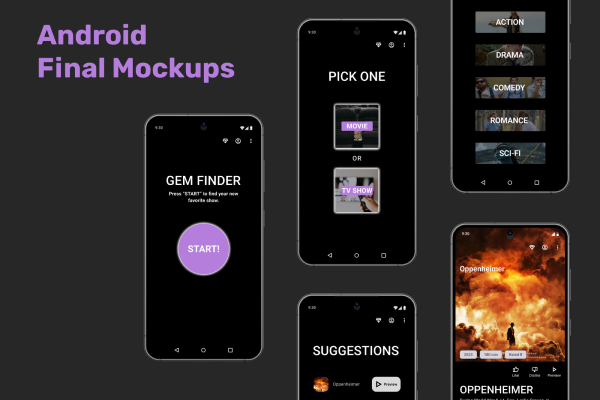 Android
Final Mockups
9:30
GEM FINDER
Press "START" to find your new
favorite show.
START!
9:30
PICK ONE
MOVIE
OR
TV SHOW
9:30
SUGGESTIONS
Oppenheimer
Preview
ACTION
DRAMA
COMEDY
ROMANCE
SCI-FI
9:30
Oppenheimer
2023
180 min
Rated R
Like
Dislike
Preview
OPPENHEIMER